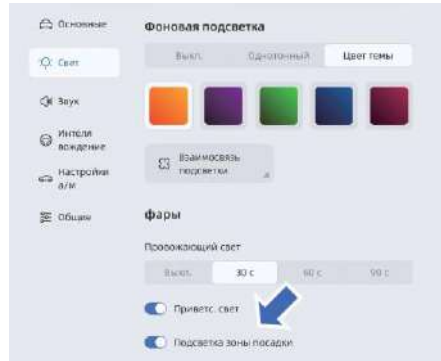 Основные
Свет
Звук
Интелл
вождение
Настройки
а/м
Общие
Фоновая подсветка
Выкл. Однотонный Цвет темы
Взаимосвязь
подсветки
фары
Провожающий свет
Выкл. 30 с 60 с 90 с
Приветс. свет
Подсветка зоны посадки